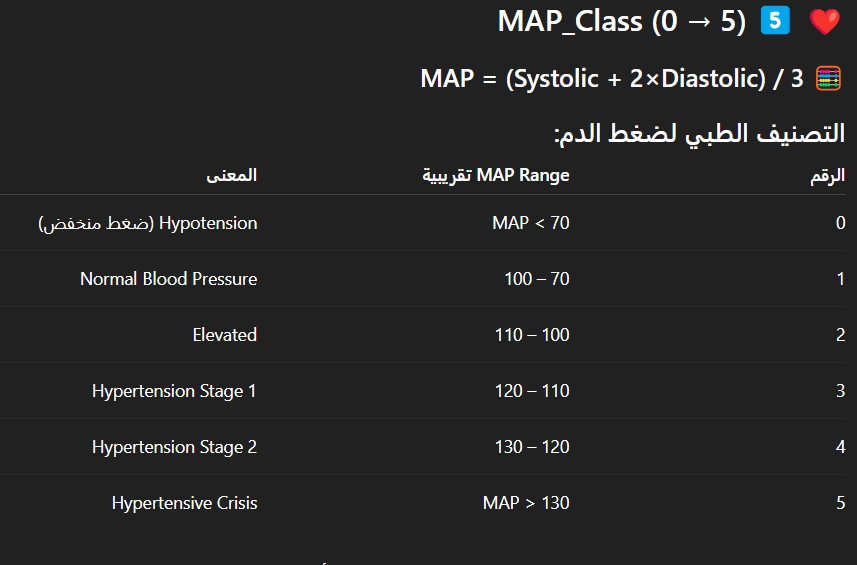 MAP_Class (0 → 5) 5️⃣ ❤️
MAP = (Systolic + 2×Diastolic) / 3 🧮
التصنيف الطبي لضغط الدم:
الرقم MAP Range تقريبية المعنى
0 MAP < 70 Hypotension (ضغط منخفض)
1 100 – 70 Normal Blood Pressure
2 110 – 100 Elevated
3 120 – 110 Hypertension Stage 1
4 130 – 120 Hypertension Stage 2
5 MAP > 130 Hypertensive Crisis